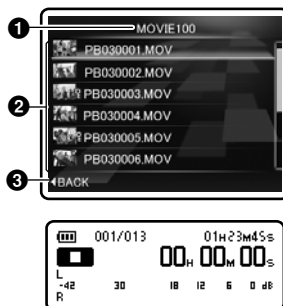 1 MOVIE100
PB030001.MOV
PB030002.MOV
2 PB030003.MOV
PB030004.MOV
PB030005.MOV
PB030006.MOV
3 BACK
001/013 01H23M45S
00H 00M 00S
L
-42 30 18 12 6 0 dB
R